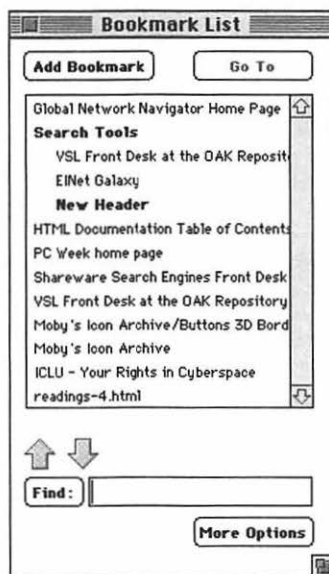 Bookmark List
Add Bookmark
Go To
Global Network Navigator Home Page
Search Tools
VSL Front Desk at the OAK Reposit
EINet Galaxy
New Header
HTML Documentation Table of Contents
PC Week home page
Shareware Search Engines Front Desk
VSL Front Desk at the OAK Repository
Moby's Icon Archive/Buttons 3D Bord
Moby's Icon Archive
ICLU - Your Rights in Cyberspace
readings-4.html
Find:
More Options